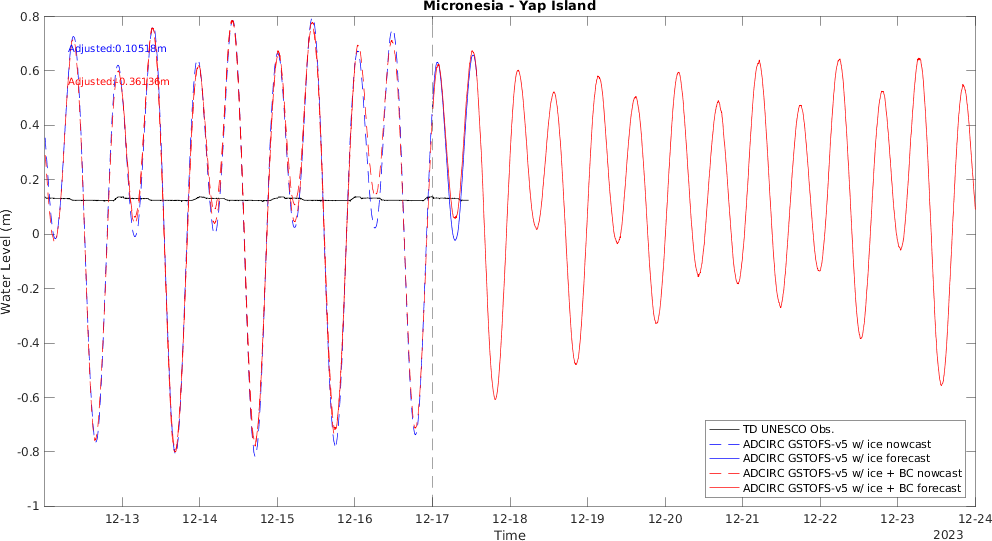 Micronesia - Yap Island
0.8
0.6
0.4
0.2
0
-0.2
-0.4
-0.6
-0.8
-1
Water Level (m)
Adjusted:0.10518m
Adjusted:-0.36136m
TD UNESCO Obs.
ADCIRC GSTOFS-v5 w/ ice nowcast
ADCIRC GSTOFS-v5 w/ ice forecast
ADCIRC GSTOFS-v5 w/ ice + BC nowcast
ADCIRC GSTOFS-v5 w/ ice + BC forecast
12-13 12-14 12-15 12-16 12-17 12-18 12-19 12-20 12-21 12-22 12-23 12-24
Time
2023